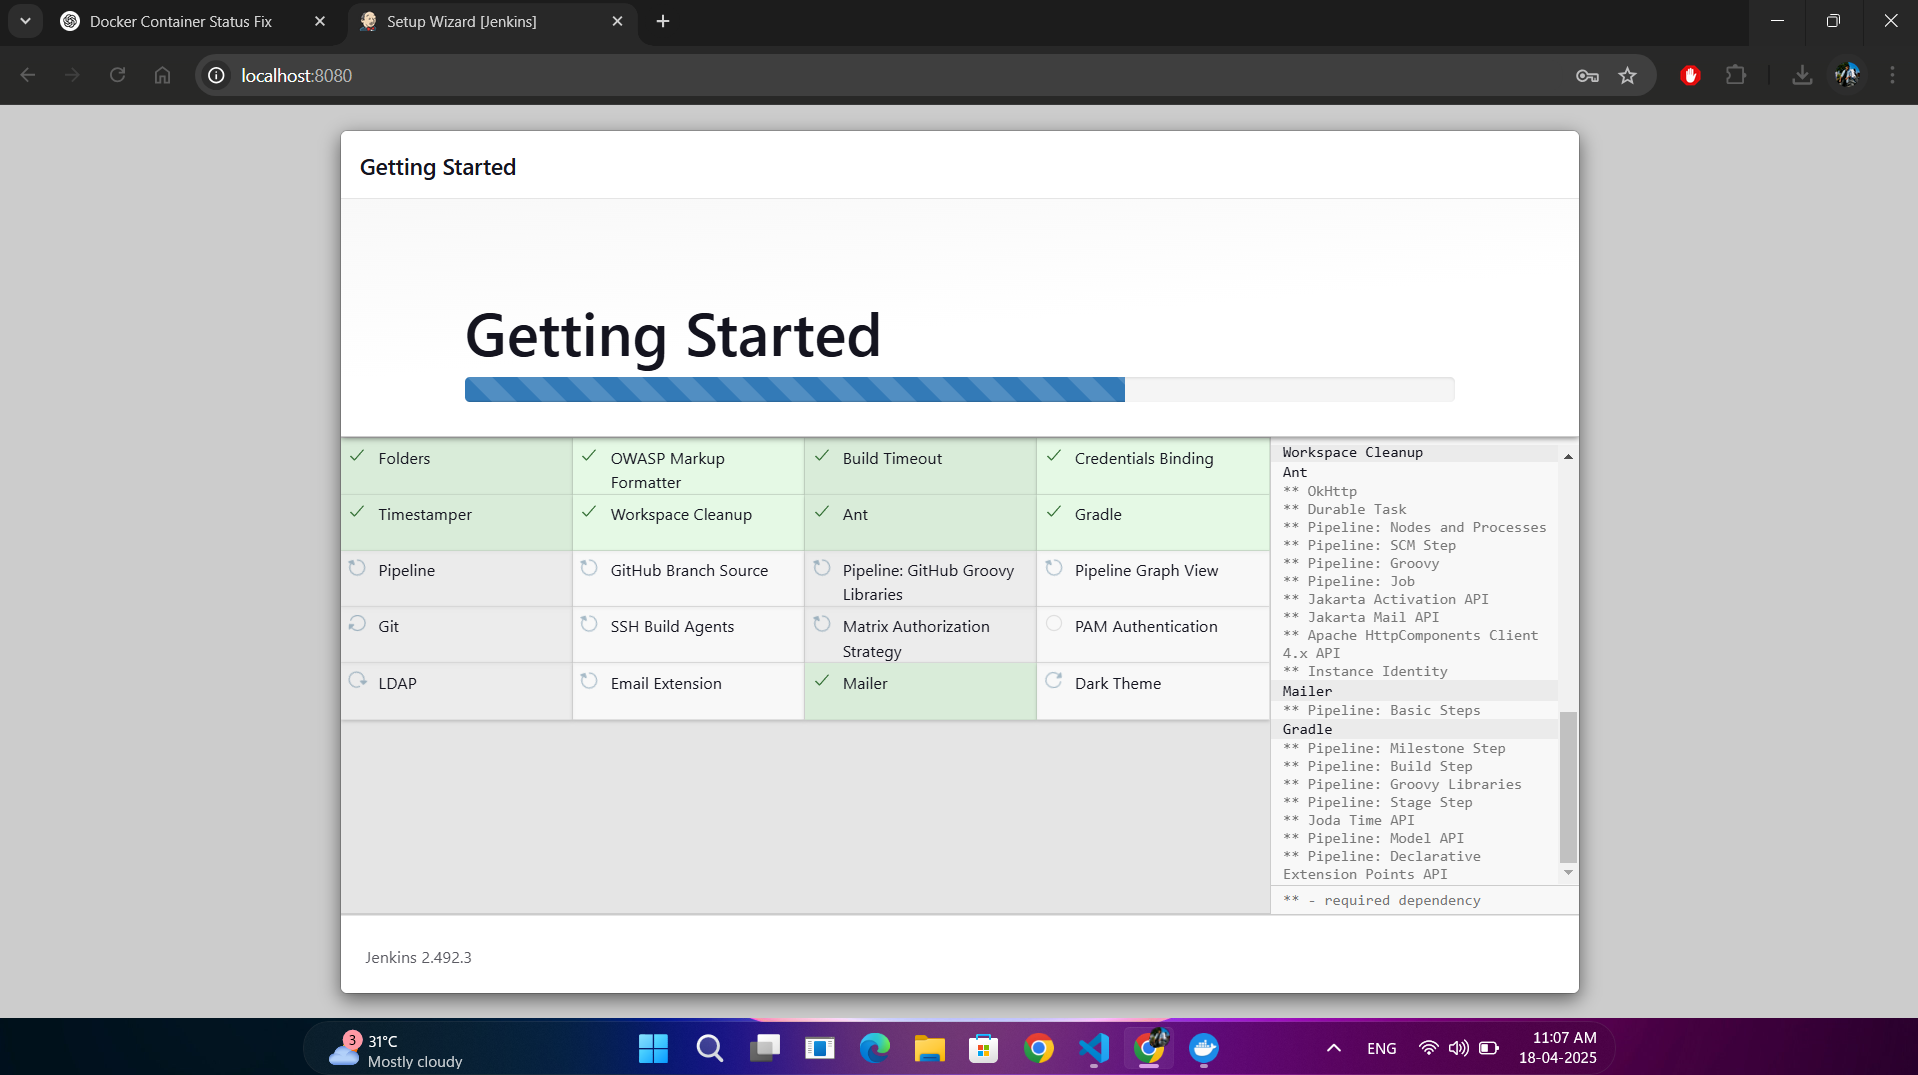 Docker Container Status Fix
Setup Wizard [Jenkins]
localhost:8080
Getting Started
Getting Started
Folders
OWASP Markup
Formatter
Build Timeout
Credentials Binding
Timestamper
Workspace Cleanup
Ant
Gradle
Pipeline
GitHub Branch Source
Pipeline: GitHub Groovy
Libraries
Pipeline Graph View
Git
SSH Build Agents
Matrix Authorization
Strategy
PAM Authentication
LDAP
Email Extension
Mailer
Dark Theme
Workspace Cleanup
Ant
** OkHttp
** Durable Task
** Pipeline: Nodes and Processes
** Pipeline: SCM Step
** Pipeline: Groovy
** Pipeline: Job
** Jakarta Activation API
** Jakarta Mail API
** Apache HttpComponents Client
4.x API
** Instance Identity
Mailer
** Pipeline: Basic Steps
Gradle
** Pipeline: Milestone Step
** Pipeline: Build Step
** Pipeline: Groovy Libraries
** Pipeline: Stage Step
** Joda Time API
** Pipeline: Model API
** Pipeline: Declarative
Extension Points API
** - required dependency
Jenkins 2.492.3
3
31°C
Mostly cloudy
ENG
11:07 AM
18-04-2025